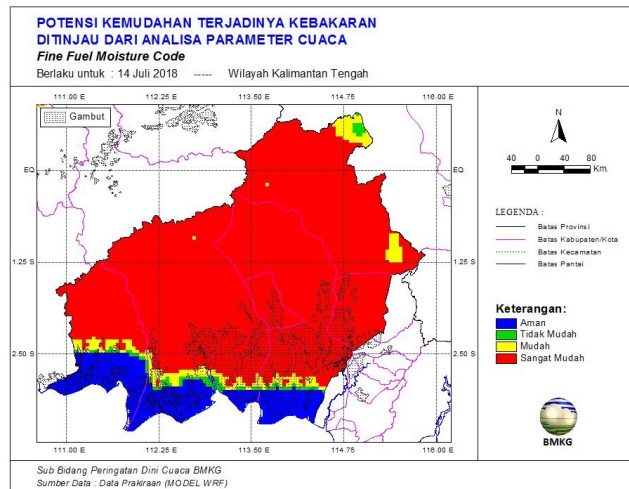 POTENSI KEMUDAHAN TERJADINYA KEBAKARAN
DITINJAU DARI ANALISA PARAMETER CUACA
Fine Fuel Moisture Code
Berlaku untuk : 14 Juli 2018 ---- Wilayah Kalimantan Tengah
111.00 E 112.25 E 113.50 E 114.75 116.00 E
Gambut
EQ EQ
1.25 S 1.25 S
2.50 S 2.50 S
111.00 E 112.25 E 113.50 E 114.75 116.00 E
N
40 0 40 80
Km.
LEGENDA :
Batas Provinsi
Batas Kabupaten/Kota
Batas Kecamatan
Batas Pantai
Keterangan:
Aman
Tidak Mudah
Mudah
Sangat Mudah
BMKG
Sub Bidang Peringatan Dini Cuaca BMKG
Sumber Data : Data Prakiraan (MODEL WRF)